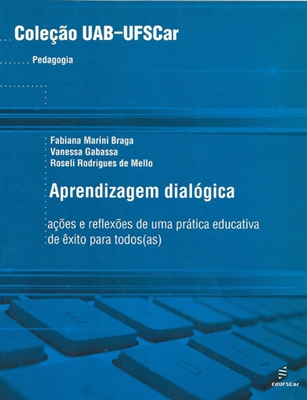 Coleção UAB–UFSCar
Pedagogia
Fabiana Marini Braga
Vanessa Gabassa
Roseli Rodrigues de Mello
Aprendizagem dialógica
ações e reflexões de uma prática educativa
de êxito para todos(as)
EdUFSCar